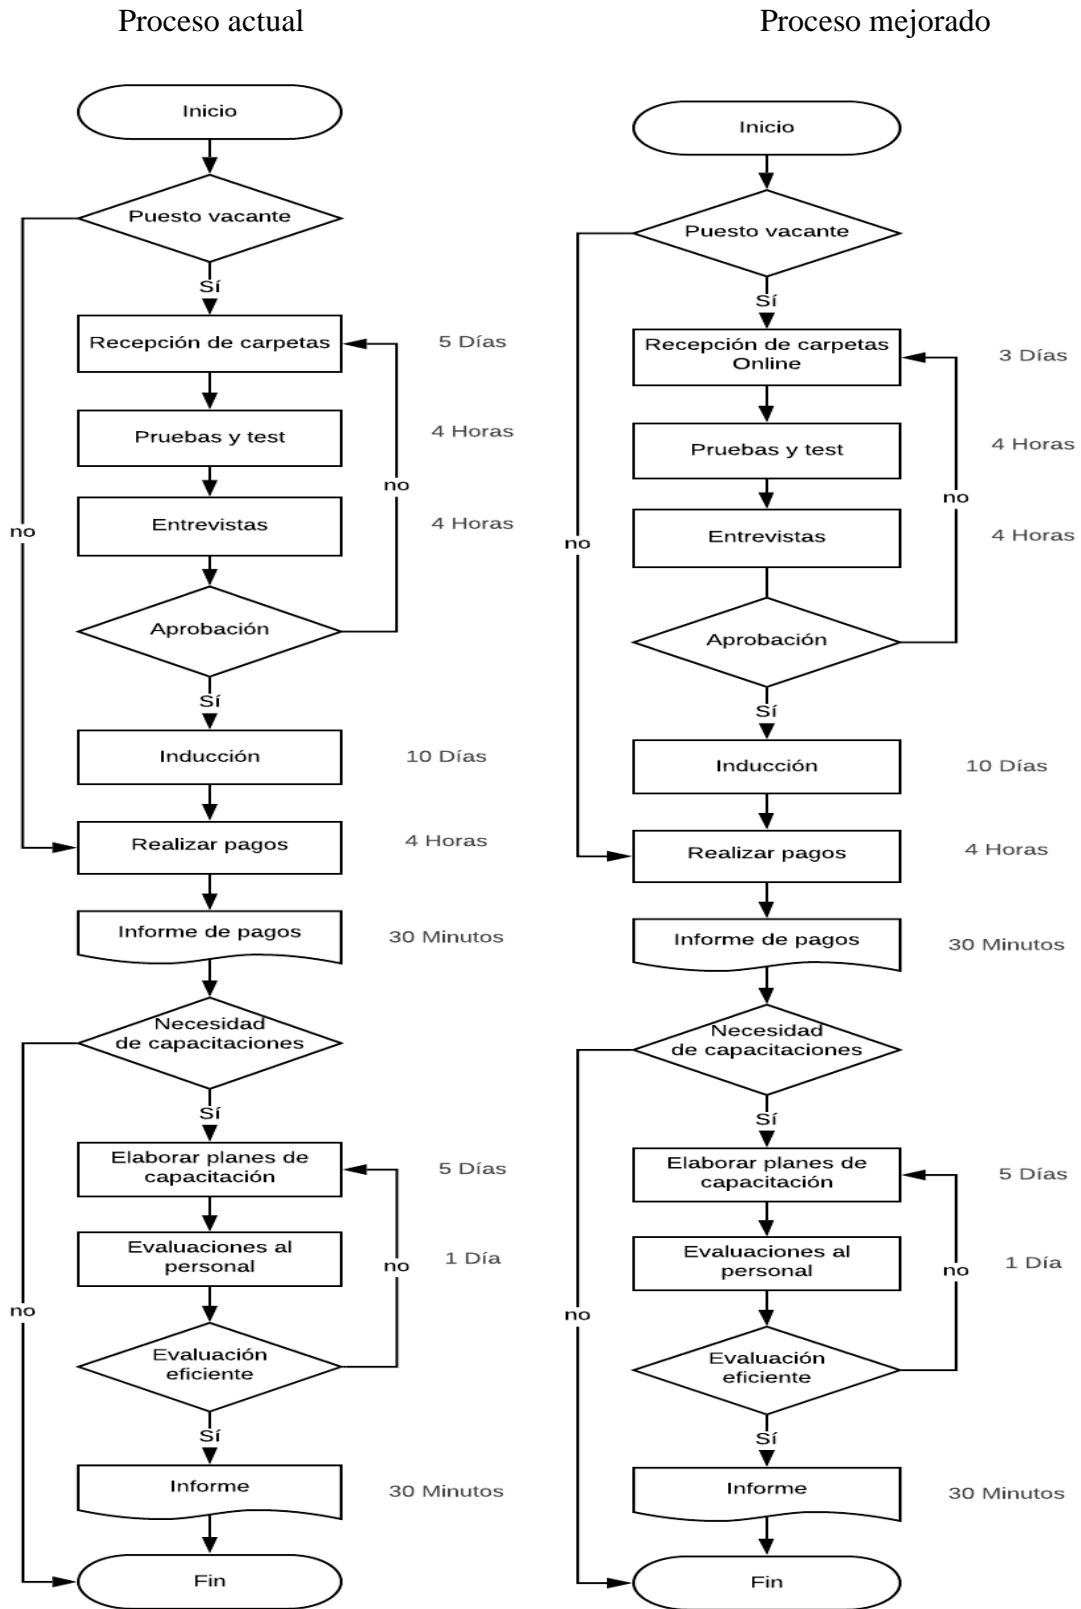 Proceso actual
Inicio
Puesto vacante
Sí
Recepción de carpetas
5 Días
Pruebas y test
4 Horas
no
Entrevistas
4 Horas
no
Aprobación
Sí
Inducción
10 Días
Realizar pagos
4 Horas
Informe de pagos
30 Minutos
Necesidad
de capacitaciones
Sí
Elaborar planes de
capacitación
5 Días
Evaluaciones al
personal
1 Día
no
no
Evaluación
eficiente
Sí
Informe
30 Minutos
Fin
Proceso mejorado
Inicio
Puesto vacante
Sí
Recepción de carpetas
Online
3 Días
Pruebas y test
4 Horas
no
Entrevistas
4 Horas
no
Aprobación
Sí
Inducción
10 Días
Realizar pagos
4 Horas
Informe de pagos
30 Minutos
Necesidad
de capacitaciones
Sí
Elaborar planes de
capacitación
5 Días
Evaluaciones al
personal
1 Día
no
no
Evaluación
eficiente
Sí
Informe
30 Minutos
Fin